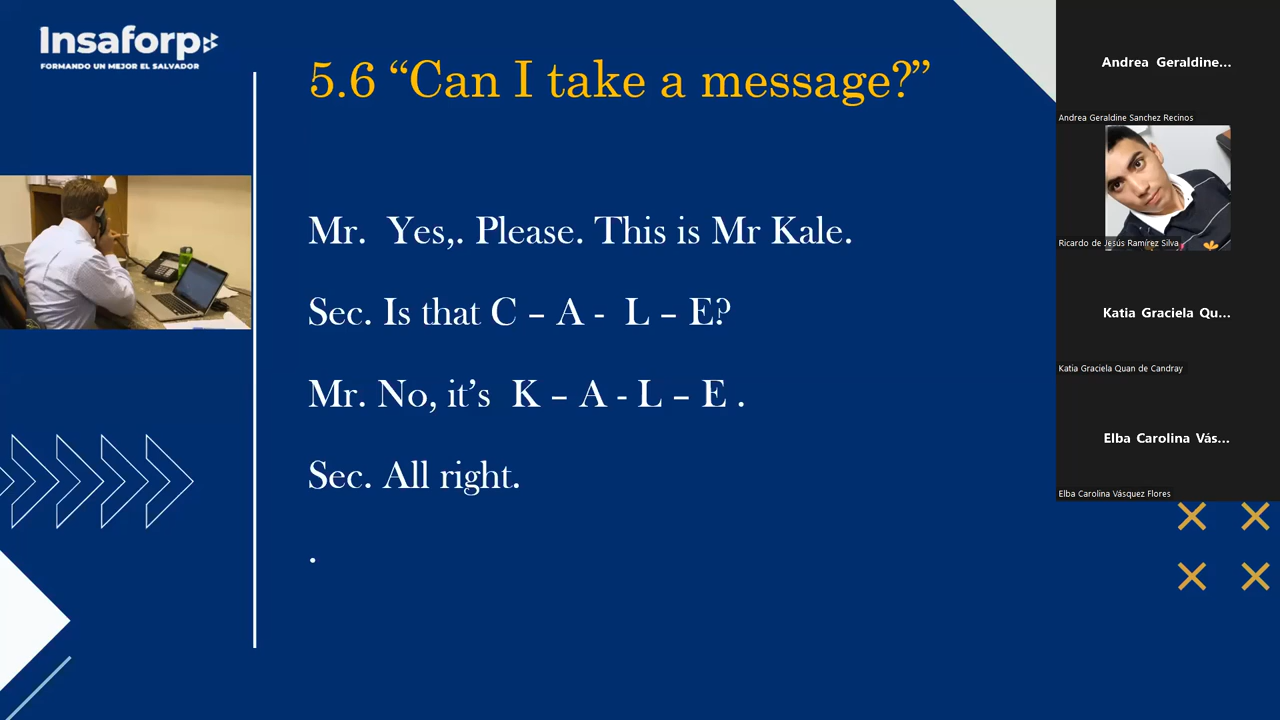 Insaforp
FORMANDO UN MEJOR EL SALVADOR
5.6 “Can I take a message?”
Mr.  Yes,. Please. This is Mr Kale.
Sec. Is that C – A -  L – E?
Mr. No, it’s  K – A - L – E .
Sec. All right.
.
Andrea Geraldine...
Andrea Geraldine Sanchez Recinos
Ricardo de Jesús Ramírez Silva
Katia Graciela Qu...
Katia Graciela Quan de Candray
Elba Carolina Vás...
Elba Carolina Vásquez Flores